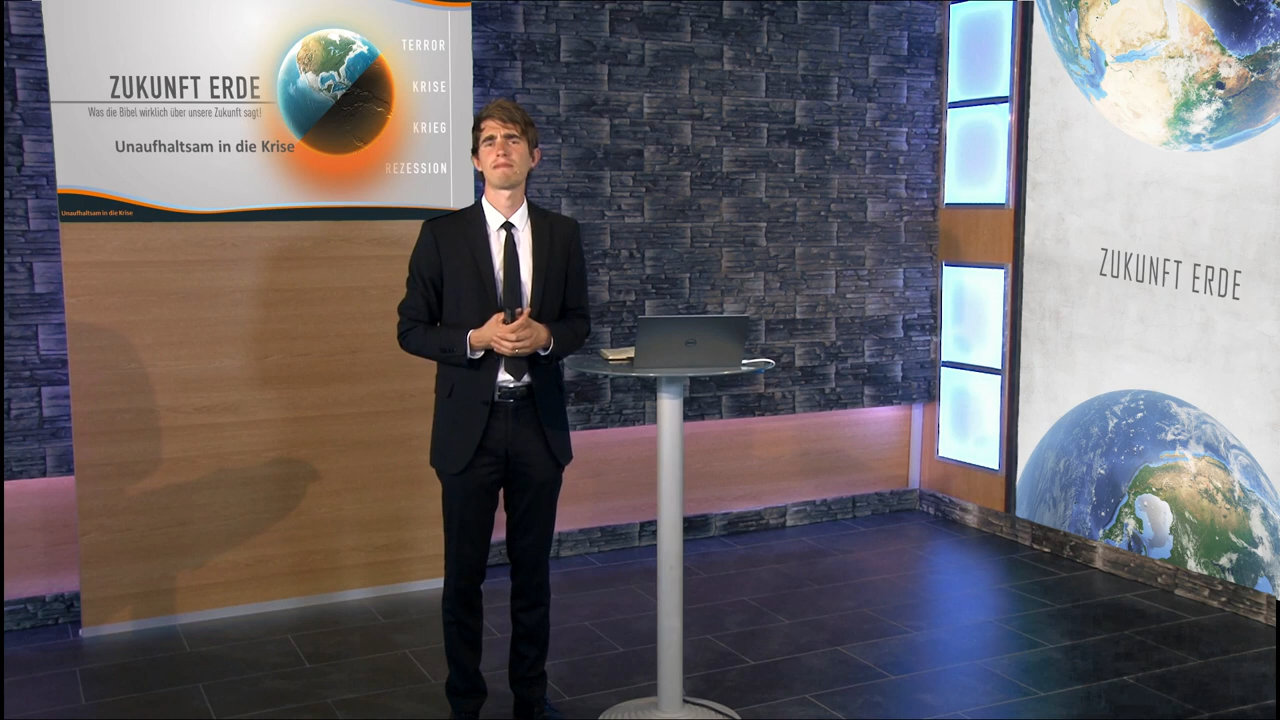 ZUKUNFT ERDE
Was die Bibel wirklich über unsere Zukunft sagt!
Unaufhaltsam in die Krise
TERROR
KRISE
KRIEG
REZESSION
Unaufhaltsam in die Krise
DELL
ZUKUNFT ERDE